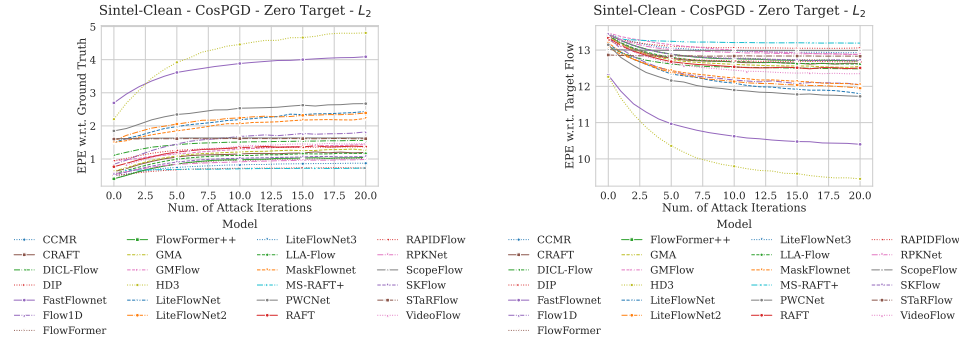 Sintel-Clean - CosPGD - Zero Target - L2
5
4
3
2
1
EPE w.r.t. Ground Truth
0.0 2.5 5.0 7.5 10.0 12.5 15.0 17.5 20.0
Num. of Attack Iterations
Model
CCMR FlowFormer++ LiteFlowNet3 RAPIDFlow
CRAFT GMA LLA-Flow RPKNet
DICL-Flow GMFlow MaskFlownet ScopeFlow
DIP HD3 MS-RAFT+ SKFlow
FastFlownet LiteFlowNet PWCNet STaRFlow
Flow1D LiteFlowNet2 RAFT VideoFlow
FlowFormer
Sintel-Clean - CosPGD - Zero Target - L2
13
12
11
10
EPE w.r.t. Target Flow
0.0 2.5 5.0 7.5 10.0 12.5 15.0 17.5 20.0
Num. of Attack Iterations
Model
CCMR FlowFormer++ LiteFlowNet3 RAPIDFlow
CRAFT GMA LLA-Flow RPKNet
DICL-Flow GMFlow MaskFlownet ScopeFlow
DIP HD3 MS-RAFT+ SKFlow
FastFlownet LiteFlowNet PWCNet STaRFlow
Flow1D LiteFlowNet2 RAFT VideoFlow
FlowFormer